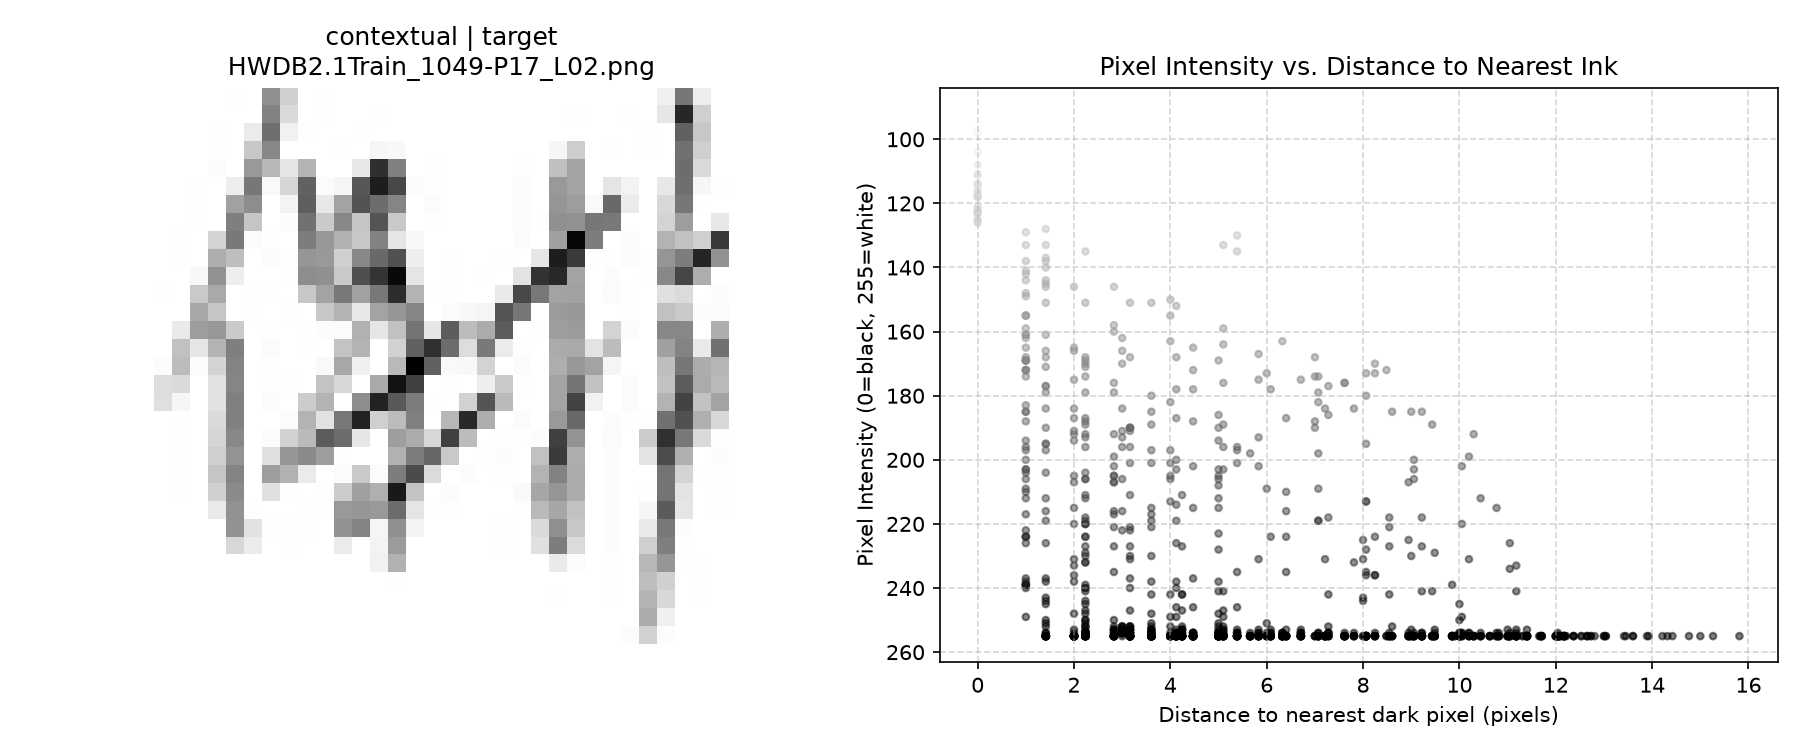 contextual | target
HWDB2.1Train_1049-P17_L02.png
Pixel Intensity vs. Distance to Nearest Ink
Pixel Intensity (0=black, 255=white)
100
120
140
160
180
200
220
240
260
0 2 4 6 8 10 12 14 16
Distance to nearest dark pixel (pixels)